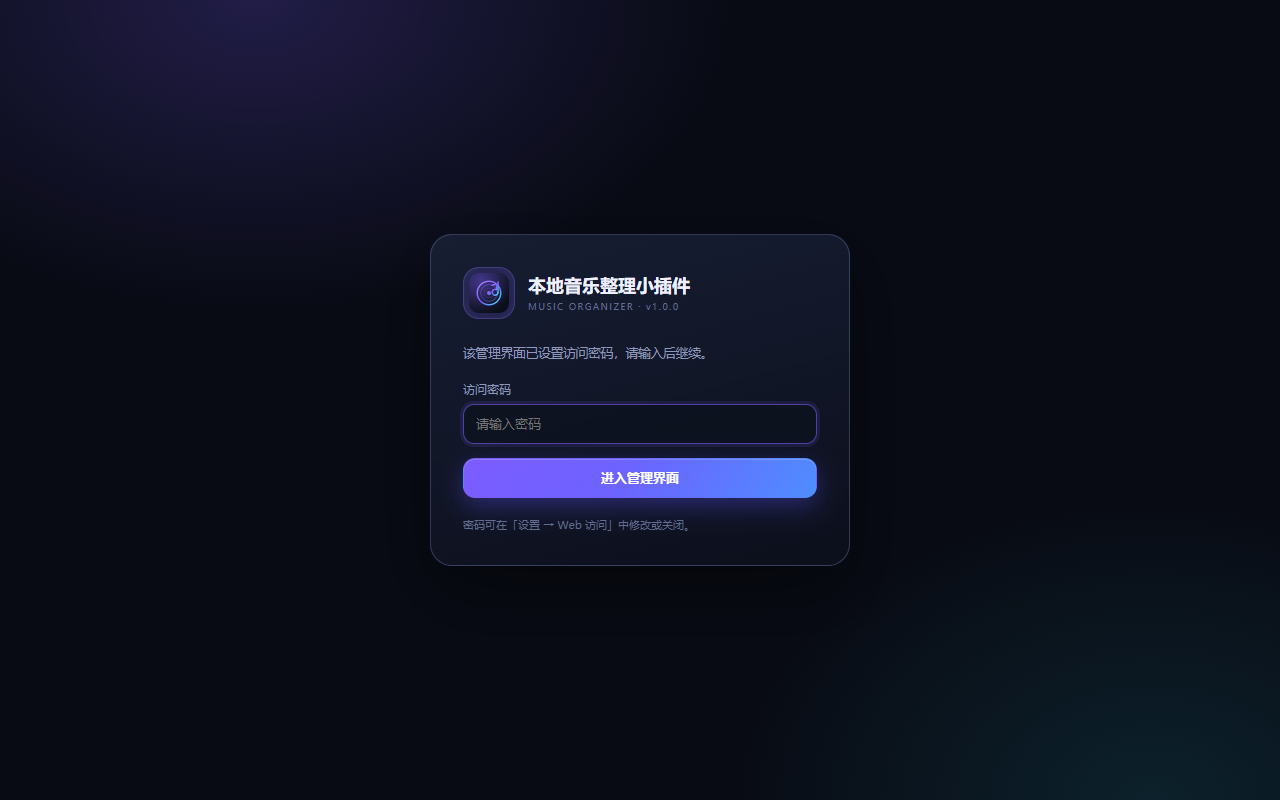 本地音乐整理小插件
MUSIC ORGANIZER · v1.0.0
该管理界面已设置访问密码，请输入后继续。
访问密码
请输入密码
进入管理界面
密码可在「设置 → Web 访问」中修改或关闭。